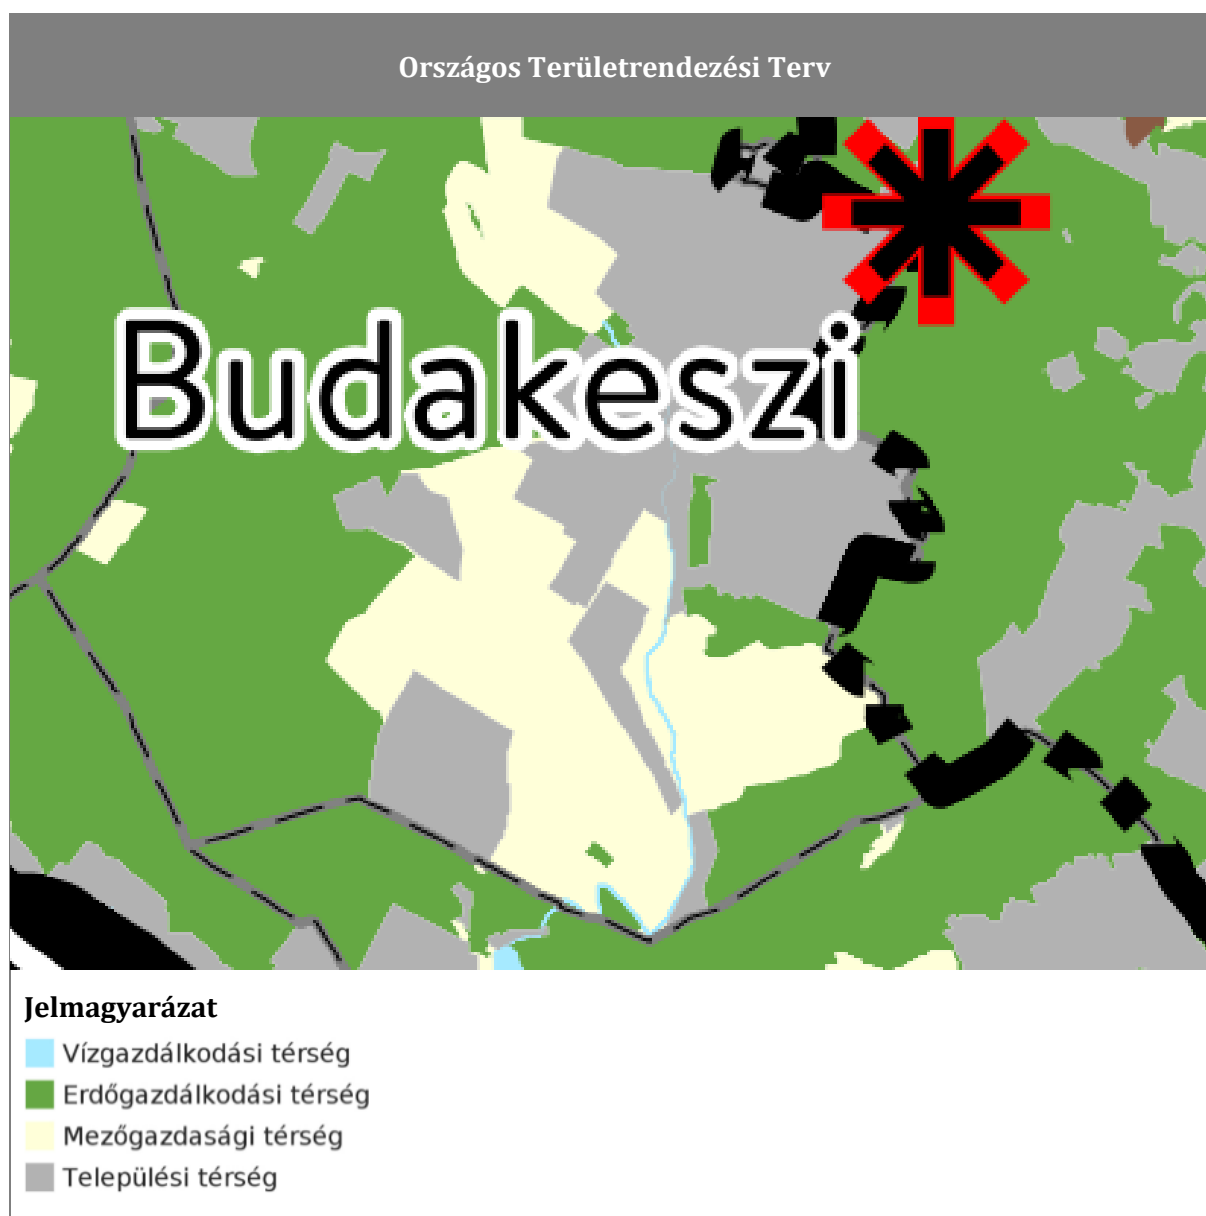 Országos Területrendezési Terv
Budakeszi
Jelmagyarázat
Vízgazdálkodási térség
Erdőgazdálkodási térség
Mezőgazdasági térség
Települési térség